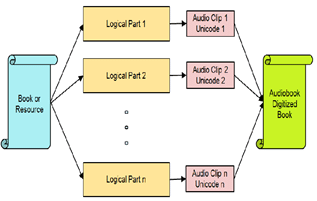 Book or
Resource
Logical Part 1
Audio Clip 1
Unicode 1
Logical Part 2
Audio Clip 2
Unicode 2
Logical Part n
Audio Clip n
Unicode n
Audiobook
Digitized
Book